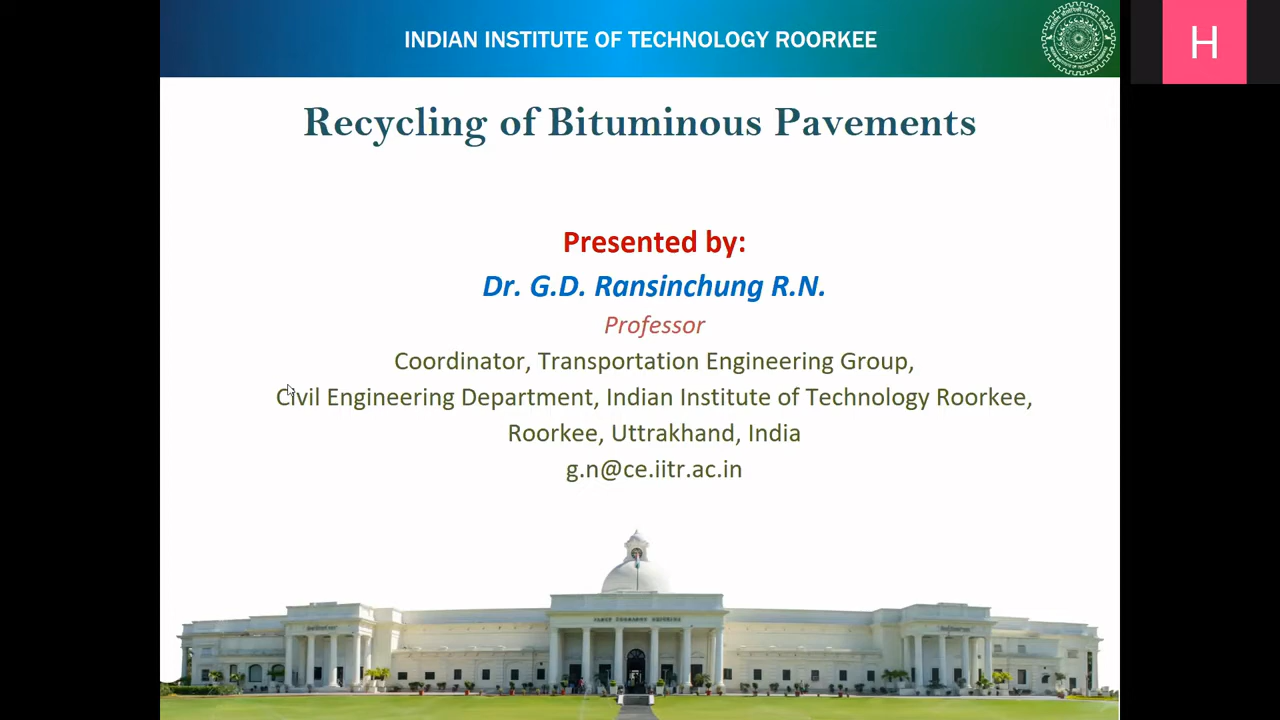 INDIAN INSTITUTE OF TECHNOLOGY ROORKEE
H
Recycling of Bituminous Pavements
Presented by:
Dr. G.D. Ransinchung R.N.
Professor
Coordinator, Transportation Engineering Group,
Civil Engineering Department, Indian Institute of Technology Roorkee,
Roorkee, Uttrakhand, India
g.n@ce.iitr.ac.in